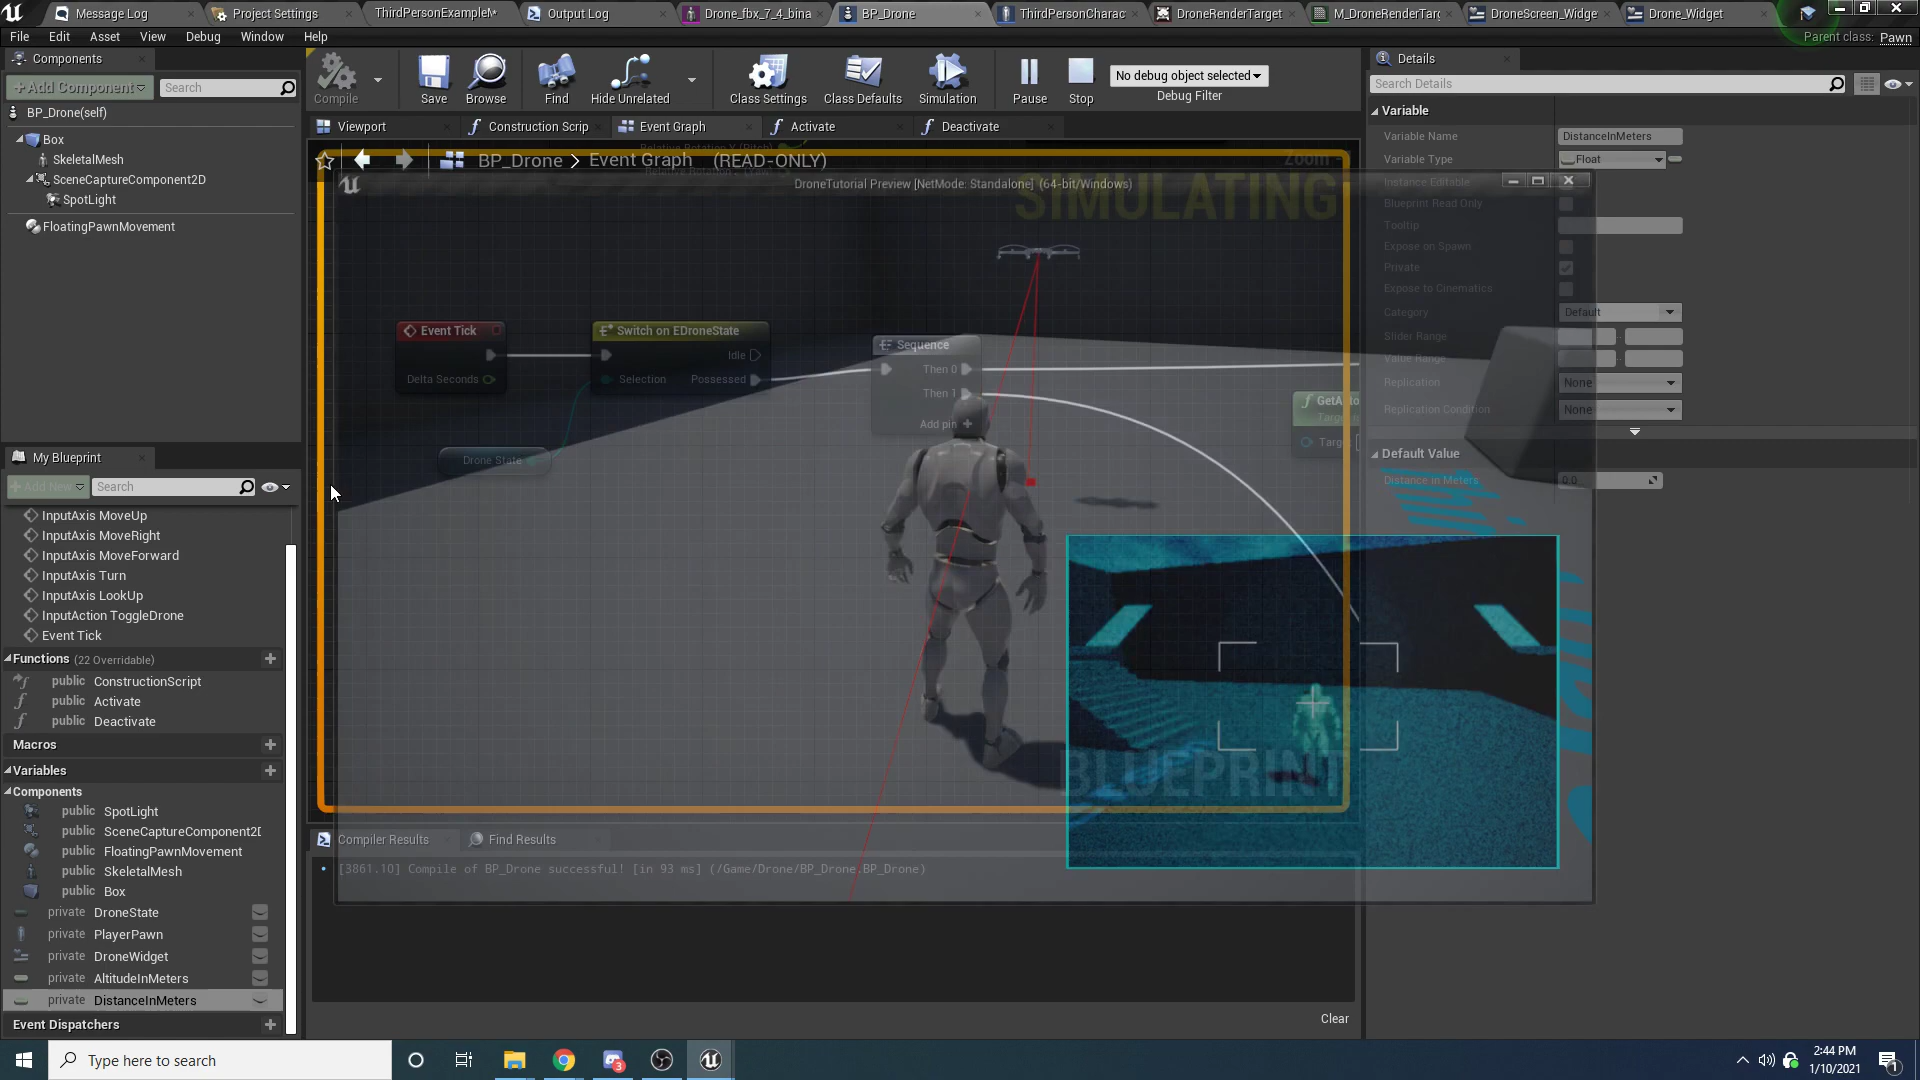 Message Log
Project Settings
ThirdPersonExampleM*
Output Log
Drone_fbx_7_4_bina
BP_Drone
ThirdPersonCharac
DroneRenderTarget
M_DroneRenderTarg
DroneScreen_Widge
Drone_Widget
File Edit Asset View Debug Window Help
Parent class: Pawn
Components
+Add Component
Search
BP_Drone(self)
Box
SkeletalMesh
SceneCaptureComponent2D
SpotLight
FloatingPawnMovement
Compile
Save
Browse
Find
Hide Unrelated
Class Settings
Class Defaults
Simulation
Pause
Stop
No debug object selected
Debug Filter
Viewport
Construction Scrip
Event Graph
Activate
Deactivate
BP_Drone > Event Graph (READ-ONLY)
Zoom
DroneTutorial Preview [NetMode: Standalone] (64-bit/Windows)
SIMULATING
Event Tick
Delta Seconds
Switch on EDroneState
Idle
Selection
Possessed
Drone State
Sequence
Then 0
Then 1
Add pin +
GetActo
Target
Targ
BLUEPRINT
Details
Search Details
Variable
Variable Name DistanceInMeters
Variable Type Float
Instance Editable
Blueprint Read Only
Tooltip
Expose on Spawn
Private
Expose to Cinematics
Category Default
Slider Range
Value Range
Replication None
Replication Condition None
Default Value
Distance in Meters 0.0
My Blueprint
+Add New
Search
InputAxis MoveUp
InputAxis MoveRight
InputAxis MoveForward
InputAxis Turn
InputAxis LookUp
InputAction ToggleDrone
Event Tick
Functions (22 Overridable)
public ConstructionScript
public Activate
public Deactivate
Macros
Variables
Components
public SpotLight
public SceneCaptureComponent2D
public FloatingPawnMovement
public SkeletalMesh
public Box
private DroneState
private PlayerPawn
private DroneWidget
private AltitudeInMeters
private DistanceInMeters
Event Dispatchers
Compiler Results
Find Results
[3861.10] Compile of BP_Drone successful! [in 93 ms] (/Game/Drone/BP_Drone.BP_Drone)
Clear
Type here to search
3
2:44 PM
1/10/2021
1